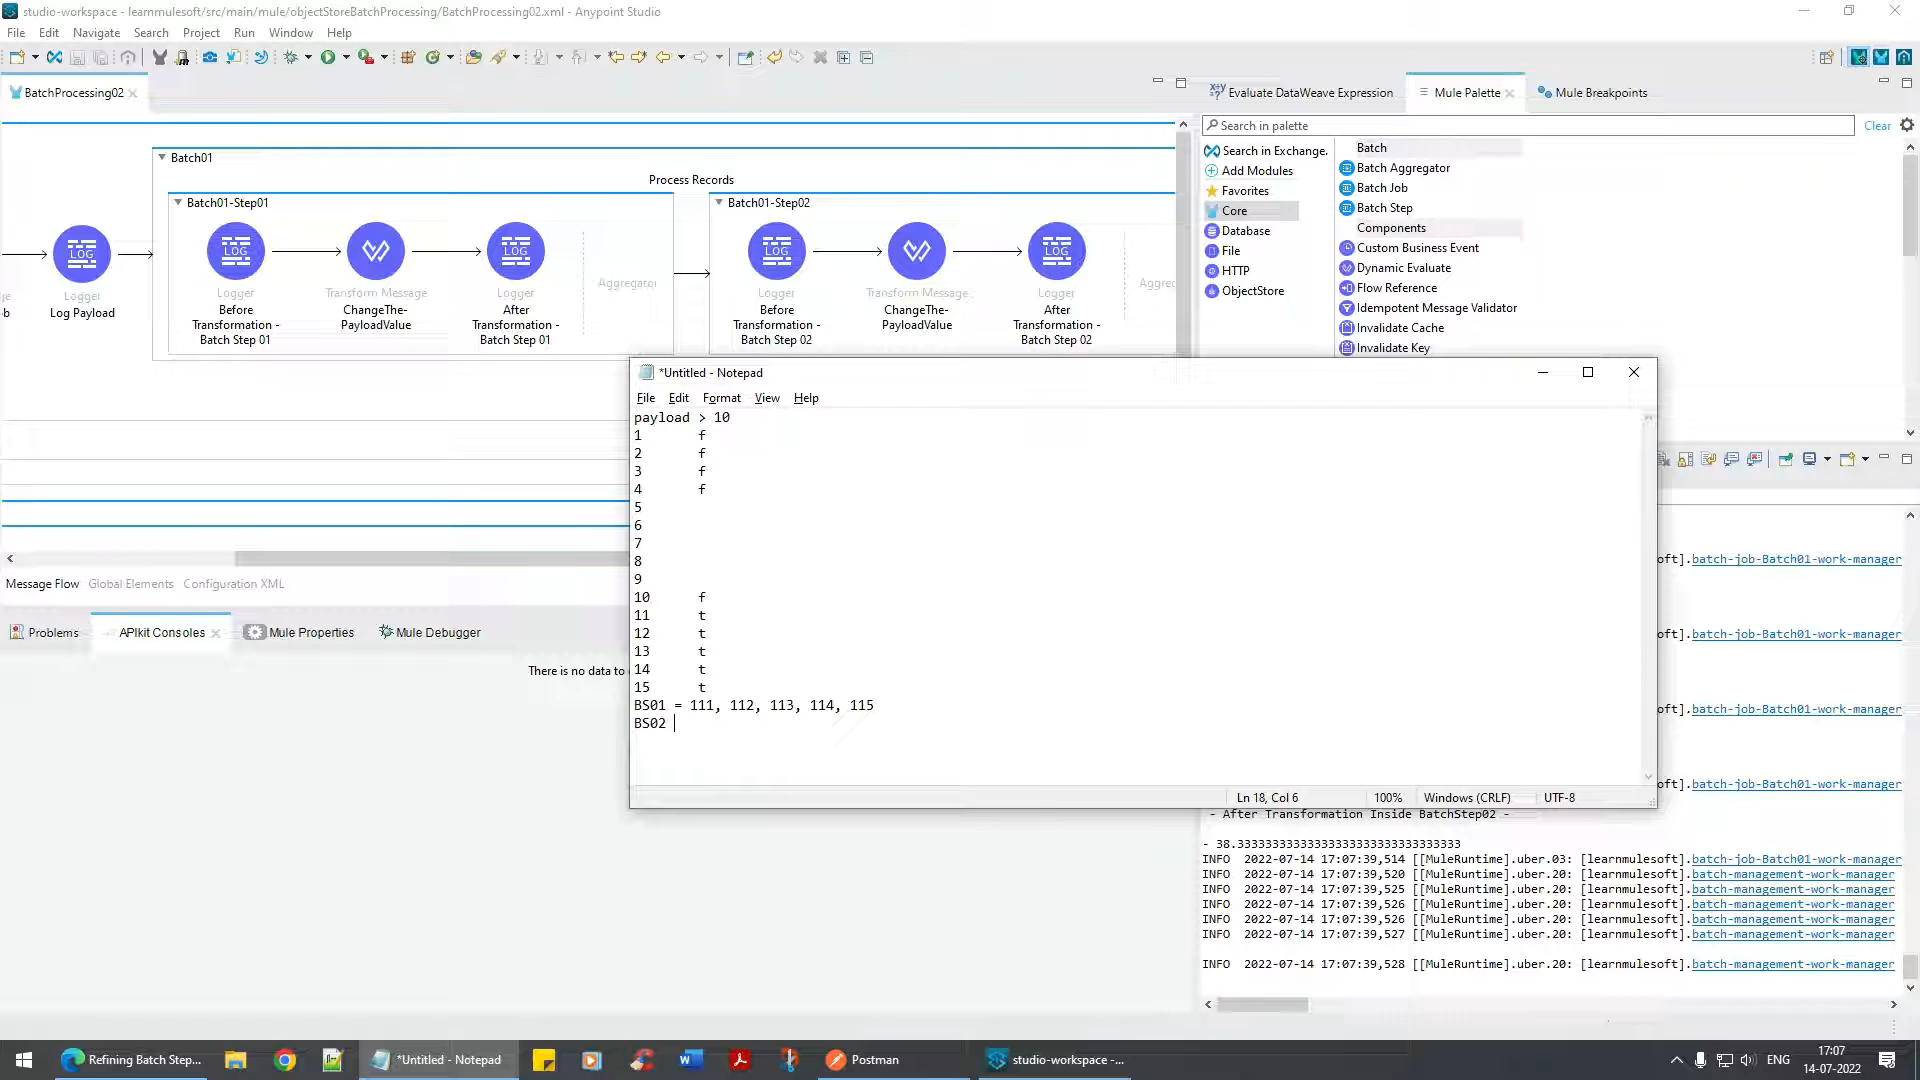 studio-workspace - learnmulesoft/src/main/mule/objectStoreBatchProcessing/BatchProcessing02.xml - Anypoint Studio
File Edit Navigate Search Project Run Window Help
BatchProcessing02
Evaluate DataWeave Expression
Mule Palette
Mule Breakpoints
Search in palette
Clear
Search in Exchange.
Add Modules
Favorites
Core
Database
File
HTTP
ObjectStore
Batch
Batch Aggregator
Batch Job
Batch Step
Components
Custom Business Event
Dynamic Evaluate
Flow Reference
Idempotent Message Validator
Invalidate Cache
Invalidate Key
Batch01
Process Records
Batch01-Step01
Batch01-Step02
LOG
Logger
Log Payload
LOG
Logger
Before
Transformation -
Batch Step 01
Transform Message
ChangeThe-
PayloadValue
LOG
Logger
After
Transformation -
Batch Step 01
Aggregator
LOG
Logger
Before
Transformation -
Batch Step 02
Transform Message
ChangeThe-
PayloadValue
LOG
Logger
After
Transformation -
Batch Step 02
Aggrec
Message Flow Global Elements Configuration XML
Problems
APIkit Consoles
Mule Properties
Mule Debugger
There is no data to
*Untitled - Notepad
File Edit Format View Help
payload > 10
1 f
2 f
3 f
4 f
5
6
7
8
9
10 f
11 t
12 t
13 t
14 t
15 t
BS01 = 111, 112, 113, 114, 115
BS02
Ln 18, Col 6 100% Windows (CRLF) UTF-8
oft].batch-job-Batch01-work-manager
oft].batch-job-Batch01-work-manager
oft].batch-job-Batch01-work-manager
oft].batch-job-Batch01-work-manager
- After Transformation Inside BatchStep02 -
- 38.33333333333333333333333333333333
INFO 2022-07-14 17:07:39,514 [[MuleRuntime].uber.03: [learnmulesoft].batch-job-Batch01-work-manager
INFO 2022-07-14 17:07:39,520 [[MuleRuntime].uber.20: [learnmulesoft].batch-management-work-manager
INFO 2022-07-14 17:07:39,525 [[MuleRuntime].uber.20: [learnmulesoft].batch-management-work-manager
INFO 2022-07-14 17:07:39,526 [[MuleRuntime].uber.20: [learnmulesoft].batch-management-work-manager
INFO 2022-07-14 17:07:39,526 [[MuleRuntime].uber.20: [learnmulesoft].batch-management-work-manager
INFO 2022-07-14 17:07:39,527 [[MuleRuntime].uber.20: [learnmulesoft].batch-management-work-manager
INFO 2022-07-14 17:07:39,528 [[MuleRuntime].uber.20: [learnmulesoft].batch-management-work-manager
Refining Batch Step...
*Untitled - Notepad
Postman
studio-workspace -...
ENG
17:07
14-07-2022